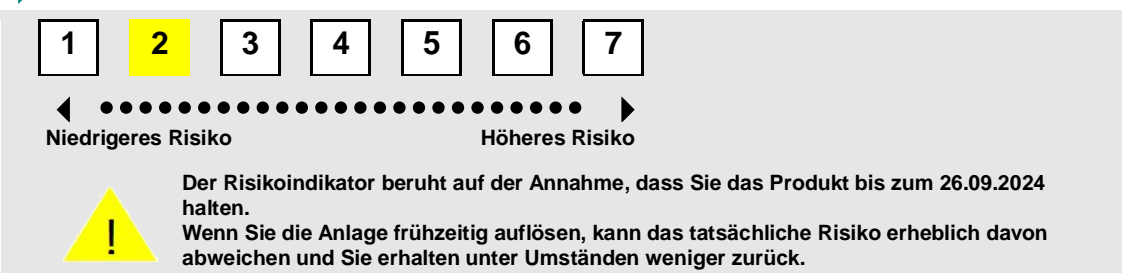 1 2 3 4 5 6 7
Niedrigeres Risiko Höheres Risiko
Der Risikoindikator beruht auf der Annahme, dass Sie das Produkt bis zum 26.09.2024
halten.
Wenn Sie die Anlage frühzeitig auflösen, kann das tatsächliche Risiko erheblich davon
abweichen und Sie erhalten unter Umständen weniger zurück.
!